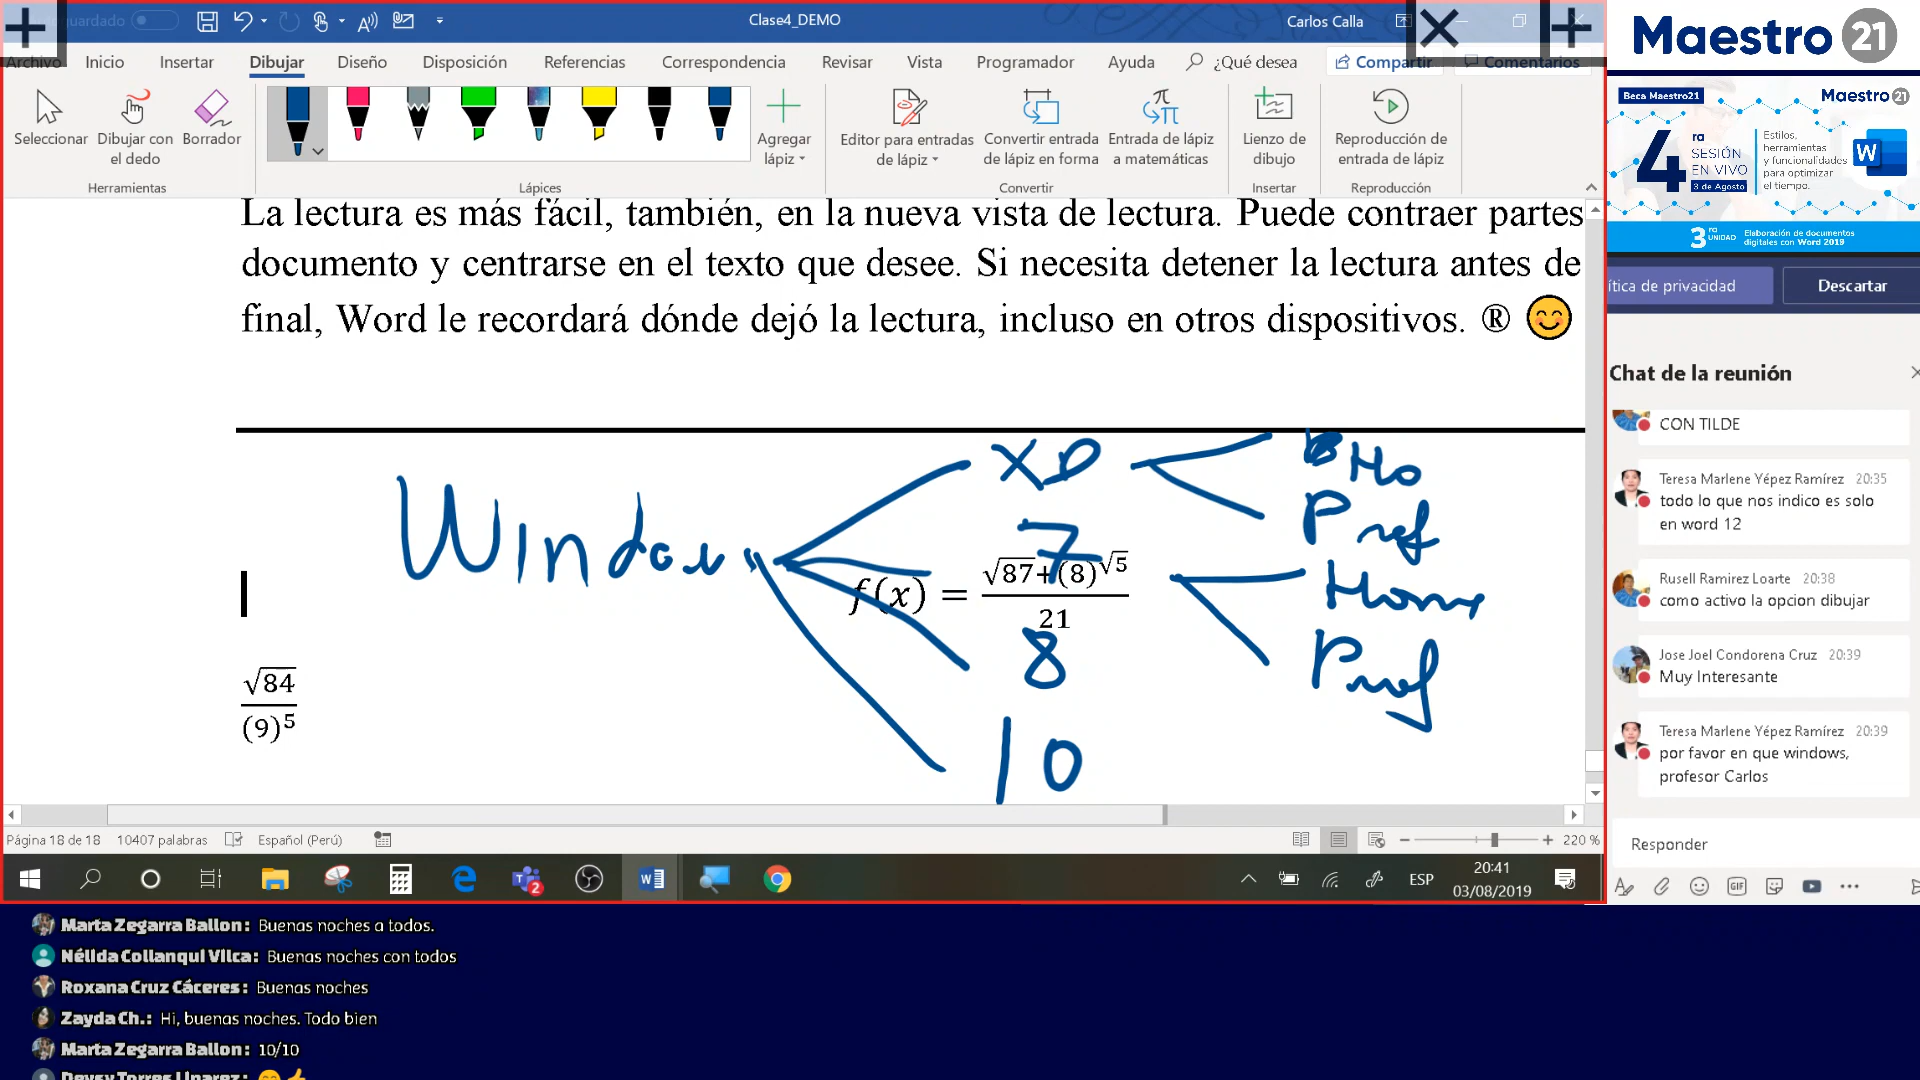 Clase4_DEMO
Carlos Calla
Archivo Inicio Insertar Dibujar Diseño Disposición Referencias Correspondencia Revisar Vista Programador Ayuda ¿Qué desea Compartir Comentarios
Seleccionar
Dibujar con
el dedo
Borrador
Herramientas
Agregar
lápiz
Lápices
Editor para entradas
de lápiz
Convertir entrada
de lápiz en forma
Entrada de lápiz
a matemáticas
Convertir
Lienzo de
dibujo
Insertar
Reproducción de
entrada de lápiz
Reproducción
La lectura es más fácil, también, en la nueva vista de lectura. Puede contraer partes
documento y centrarse en el texto que desee. Si necesita detener la lectura antes de
final, Word le recordará dónde dejó la lectura, incluso en otros dispositivos. ® 😊
Window
XP
Ho
Prof
7
f(x) = (√87+(8)^√5)/21
Home
Prof
8
√84/(9)^5
10
Página 18 de 18 10407 palabras Español (Perú) 220 %
2
ESP
20:41
03/08/2019
Maestro 21
Beca Maestro21
Maestro 21
4 ra
SESIÓN
EN VIVO
3 de Agosto
Estilos,
herramientas
y funcionalidades
para optimizar
el tiempo.
W
3 ra UNIDAD
Elaboración de documentos
digitales con Word 2019
ítica de privacidad Descartar
Chat de la reunión
CON TILDE
Teresa Marlene Yépez Ramírez 20:35
todo lo que nos indico es solo
en word 12
Rusell Ramirez Loarte 20:38
como activo la opcion dibujar
Jose Joel Condorena Cruz 20:39
Muy Interesante
Teresa Marlene Yépez Ramírez 20:39
por favor en que windows,
profesor Carlos
Responder
GIF
Marta Zegarra Ballon: Buenas noches a todos.
Nélida Collanqui Vilca: Buenas noches con todos
Roxana Cruz Cáceres: Buenas noches
Zayda Ch.: Hi, buenas noches. Todo bien
Marta Zegarra Ballon: 10/10